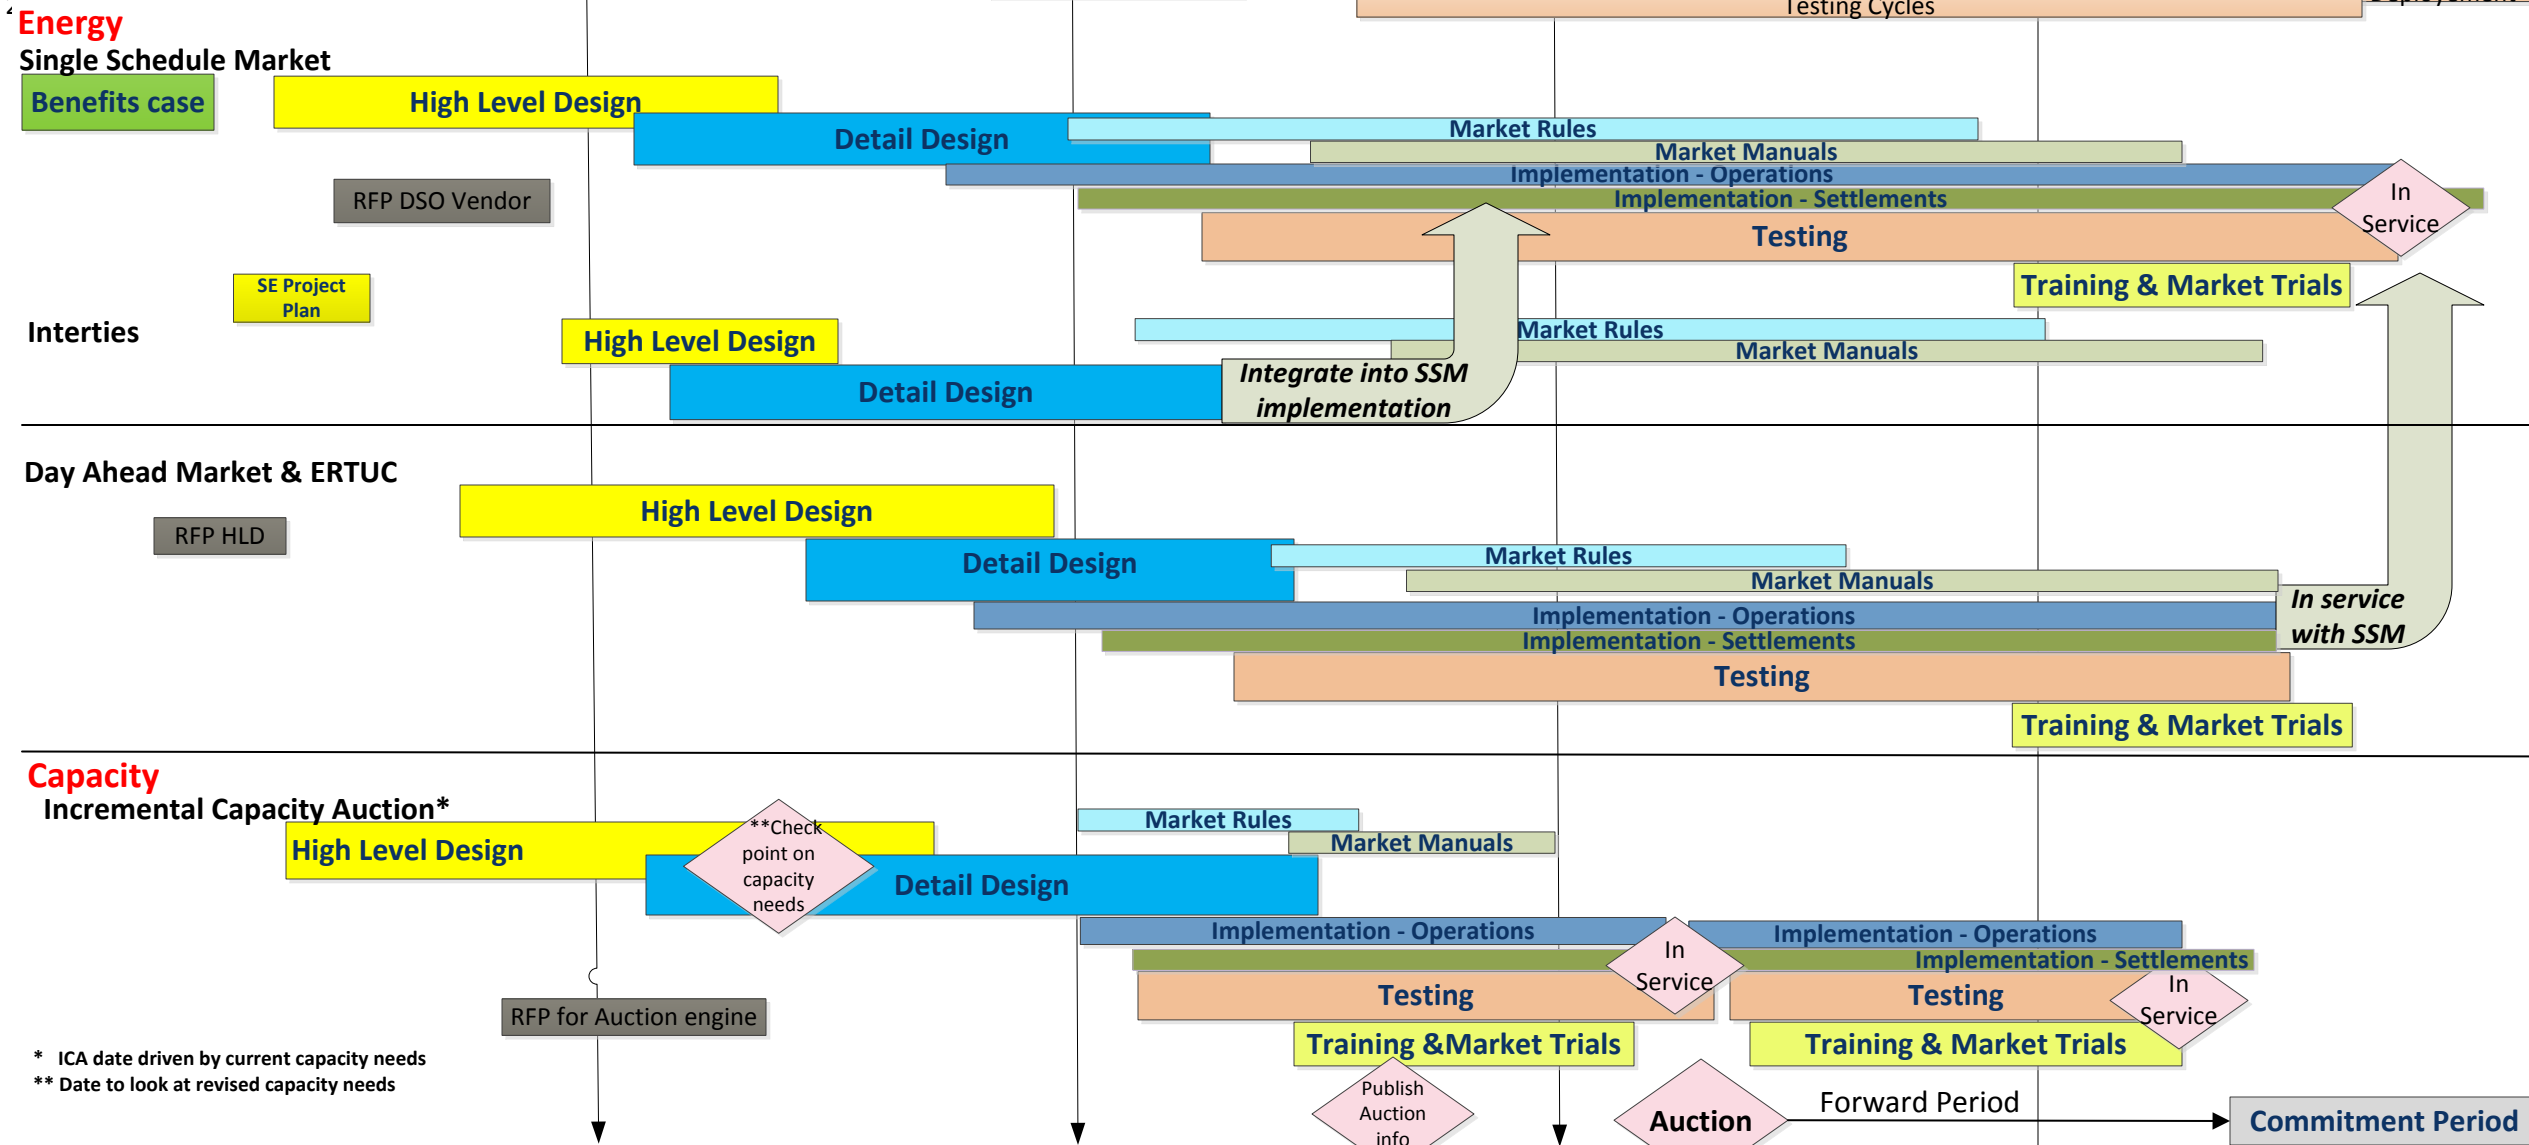 Testing Cycles
Energy
Single Schedule Market
Benefits case
High Level Design
Detail Design
Market Rules
Market Manuals
Implementation - Operations
RFP DSO Vendor
Implementation - Settlements
In
Service
Testing
SE Project
Plan
Training & Market Trials
Interties
High Level Design
Market Rules
Market Manuals
Detail Design
Integrate into SSM
implementation
Day Ahead Market & ERTUC
High Level Design
RFP HLD
Detail Design
Market Rules
Market Manuals
Implementation - Operations
In service
with SSM
Implementation - Settlements
Testing
Training & Market Trials
Capacity
Incremental Capacity Auction*
High Level Design
**Check
point on
capacity
needs
Market Rules
Market Manuals
Detail Design
Implementation - Operations
In
Service
Implementation - Operations
Implementation - Settlements
Testing
Testing
In
Service
RFP for Auction engine
Training &Market Trials
Training & Market Trials
* ICA date driven by current capacity needs
** Date to look at revised capacity needs
Publish
Auction
info
Auction
Forward Period
Commitment Period